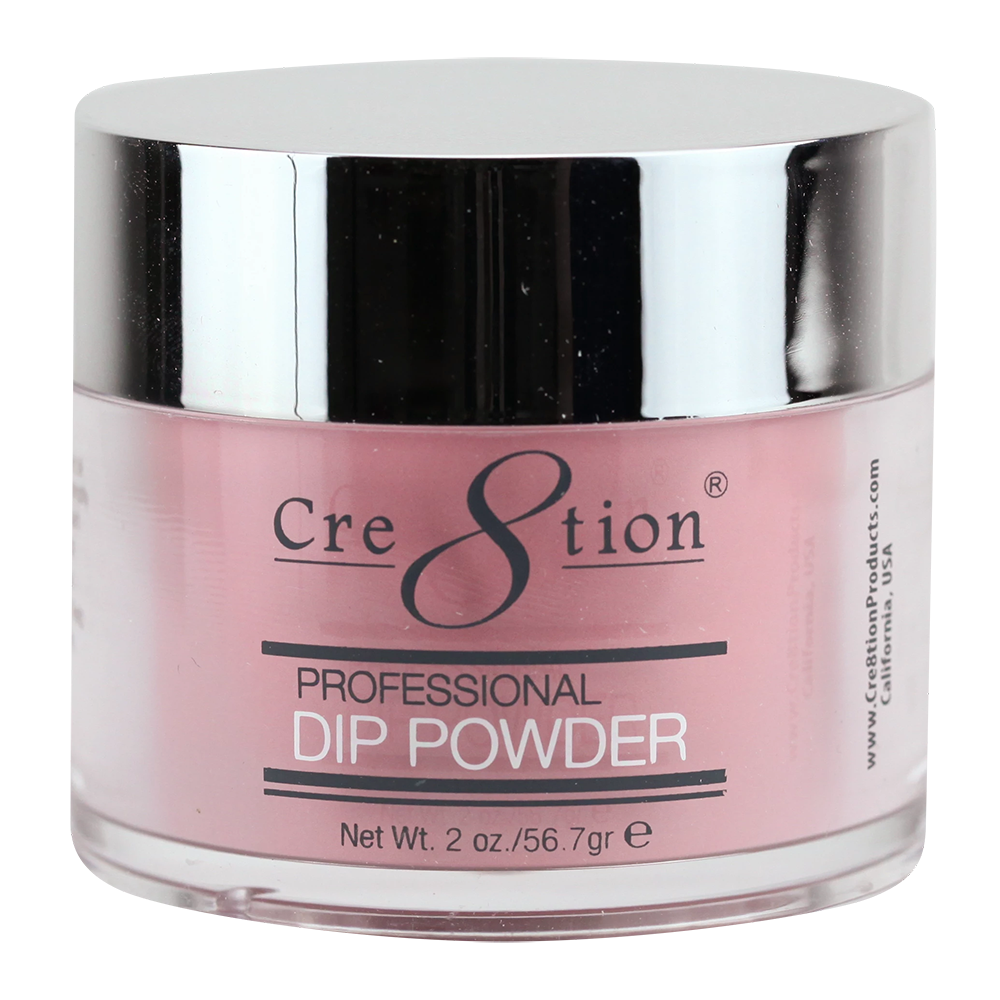 Cre8tion®
PROFESSIONAL
DIP POWDER
Net Wt. 2 oz./56.7gr ℮
www.Cre8tionProducts.com
California, USA